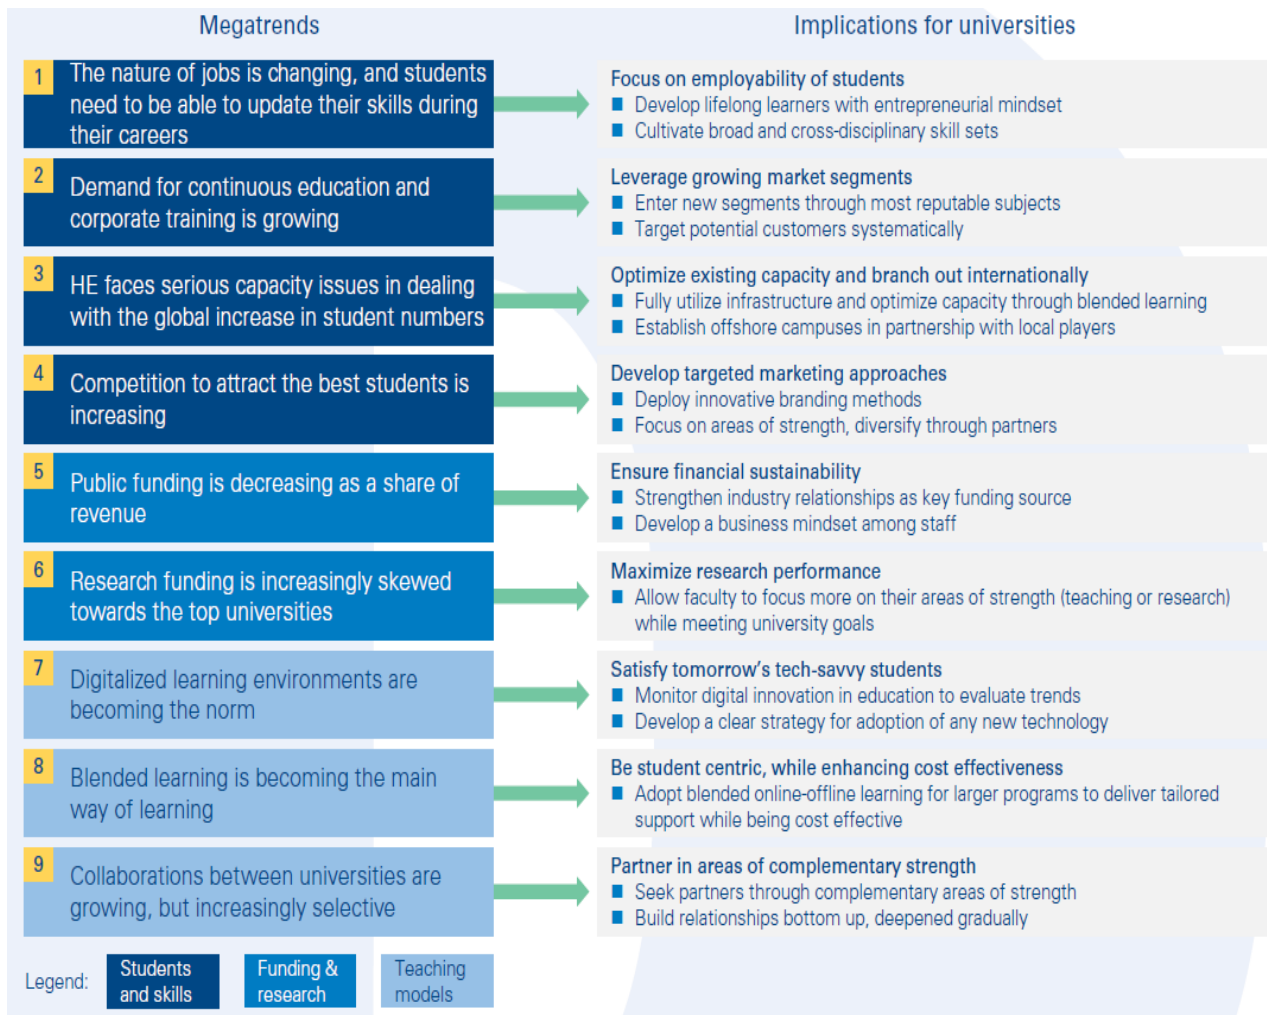 Megatrends
Implications for universities
1
The nature of jobs is changing, and students
need to be able to update their skills during
their careers
Focus on employability of students
■ Develop lifelong learners with entrepreneurial mindset
■ Cultivate broad and cross-disciplinary skill sets
2
Demand for continuous education and
corporate training is growing
Leverage growing market segments
■ Enter new segments through most reputable subjects
■ Target potential customers systematically
3
HE faces serious capacity issues in dealing
with the global increase in student numbers
Optimize existing capacity and branch out internationally
■ Fully utilize infrastructure and optimize capacity through blended learning
■ Establish offshore campuses in partnership with local players
4
Competition to attract the best students is
increasing
Develop targeted marketing approaches
■ Deploy innovative branding methods
■ Focus on areas of strength, diversify through partners
5
Public funding is decreasing as a share of
revenue
Ensure financial sustainability
■ Strengthen industry relationships as key funding source
■ Develop a business mindset among staff
6
Research funding is increasingly skewed
towards the top universities
Maximize research performance
■ Allow faculty to focus more on their areas of strength (teaching or research)
while meeting university goals
7
Digitalized learning environments are
becoming the norm
Satisfy tomorrow's tech-savvy students
■ Monitor digital innovation in education to evaluate trends
■ Develop a clear strategy for adoption of any new technology
8
Blended learning is becoming the main
way of learning
Be student centric, while enhancing cost effectiveness
■ Adopt blended online-offline learning for larger programs to deliver tailored
support while being cost effective
9
Collaborations between universities are
growing, but increasingly selective
Partner in areas of complementary strength
■ Seek partners through complementary areas of strength
■ Build relationships bottom up, deepened gradually
Legend:
Students
and skills
Funding &
research
Teaching
models